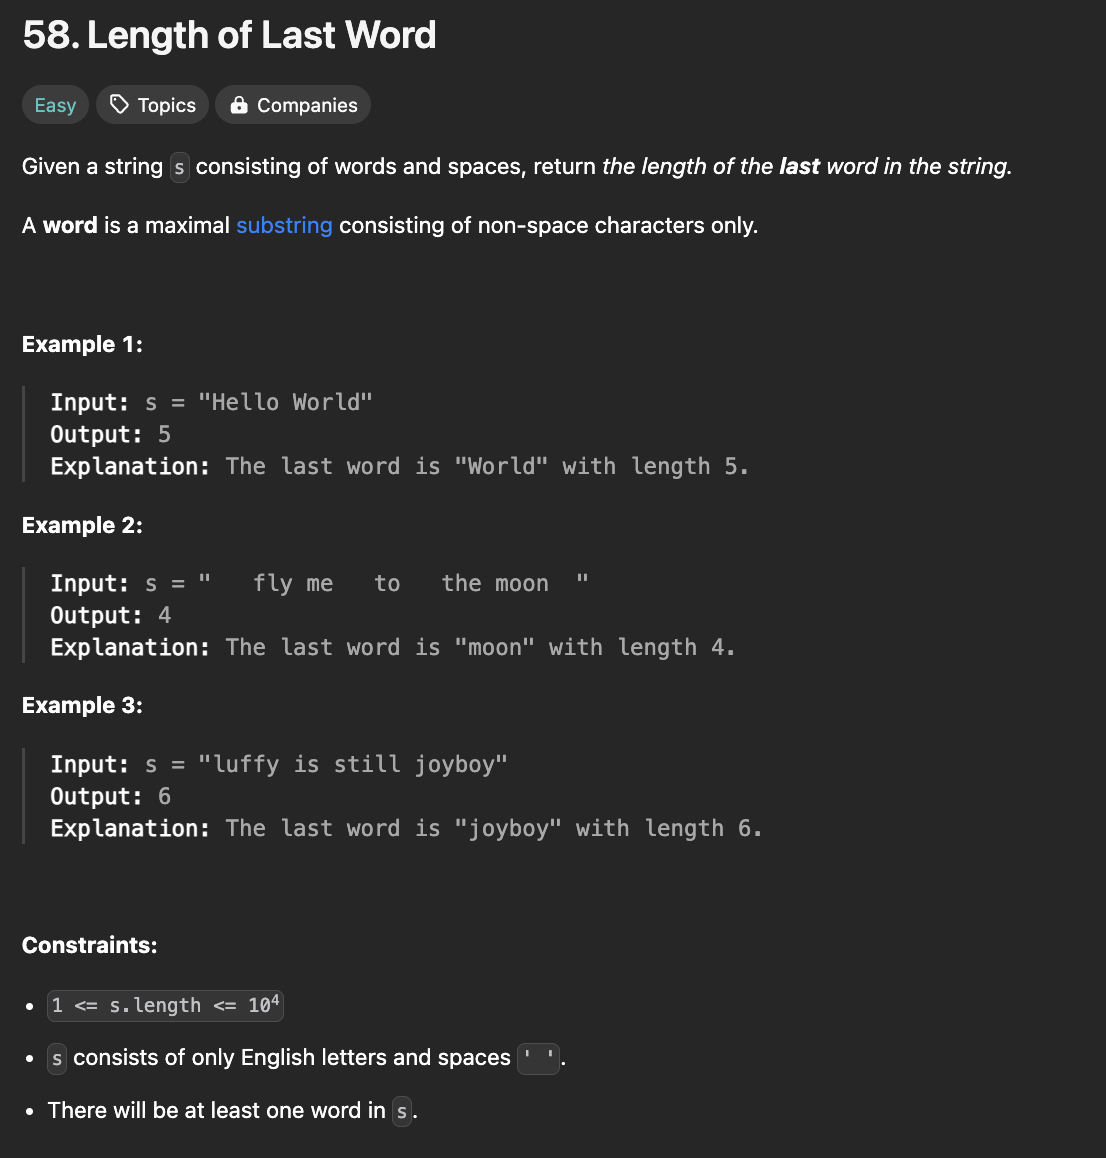 58. Length of Last Word
Easy Topics Companies
Given a string s consisting of words and spaces, return the length of the last word in the string.
A word is a maximal substring consisting of non-space characters only.
Example 1:
Input: s = "Hello World"
Output: 5
Explanation: The last word is "World" with length 5.
Example 2:
Input: s = "   fly me   to   the moon  "
Output: 4
Explanation: The last word is "moon" with length 4.
Example 3:
Input: s = "luffy is still joyboy"
Output: 6
Explanation: The last word is "joyboy" with length 6.
Constraints:
• 1 <= s.length <= 10⁴
• s consists of only English letters and spaces ' '.
• There will be at least one word in s.